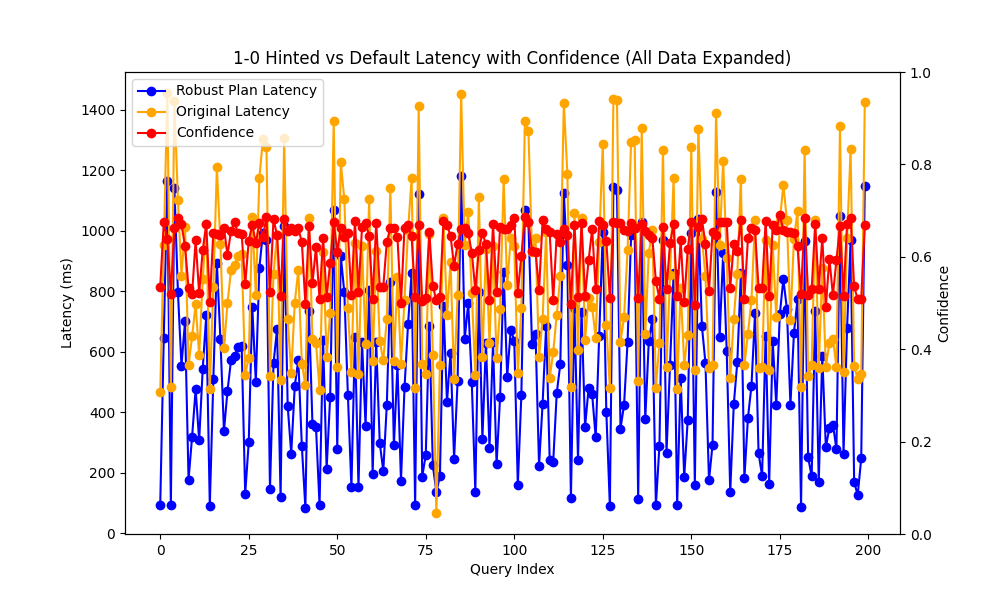 1-0 Hinted vs Default Latency with Confidence (All Data Expanded)
Robust Plan Latency
Original Latency
Confidence
Latency (ms)
1400
1200
1000
800
600
400
200
0
1.0
0.8
0.6
0.4
0.2
0.0
Confidence
0 25 50 75 100 125 150 175 200
Query Index